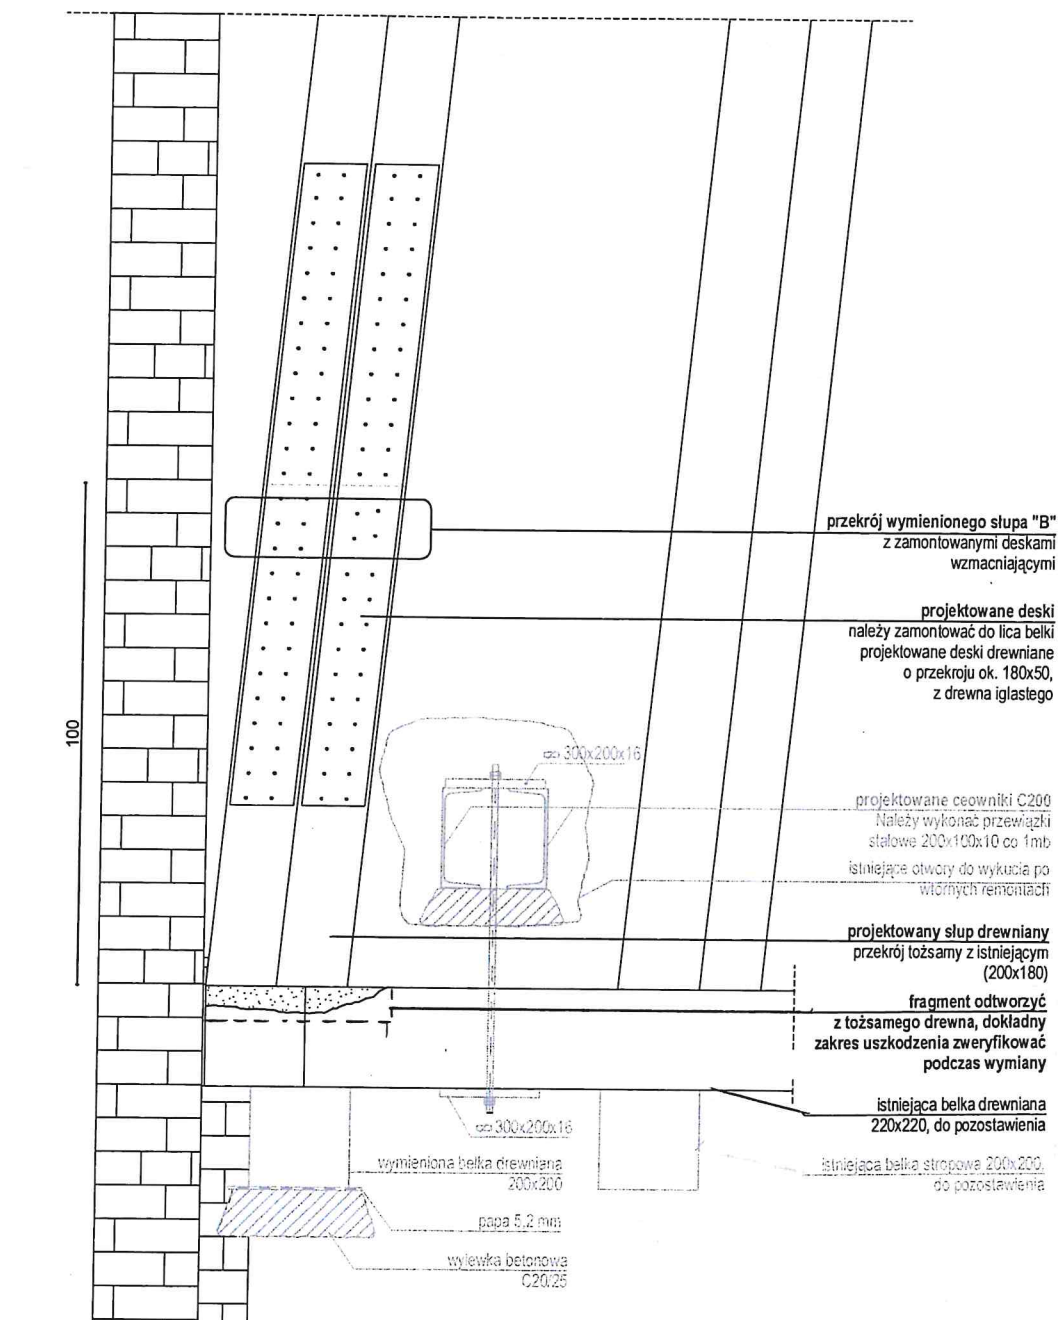 przekrój wymienionego słupa "B"
z zamontowanymi deskami
wzmacniającymi
projektowane deski
należy zamontować do lica belki
projektowane deski drewniane
o przekroju ok. 180x50,
z drewna iglastego
100
300x200x16
projektowane ceowniki C200
Należy wykonać przewiązki
stalowe 200x100x10 co 1mb
istniejące otwory do wykucia po
wtórnych remontach
projektowany słup drewniany
przekrój tożsamy z istniejącym
(200x180)
fragment odtworzyć
z tożsamego drewna, dokładny
zakres uszkodzenia zweryfikować
podczas wymiany
istniejąca belka drewniana
220x220, do pozostawienia
300x200x16
wymieniona belka drewniana
200x200
istniejąca belka stropowa 200x200,
do pozostawienia
papa 5,2 mm
wylewka betonowa
C20/25